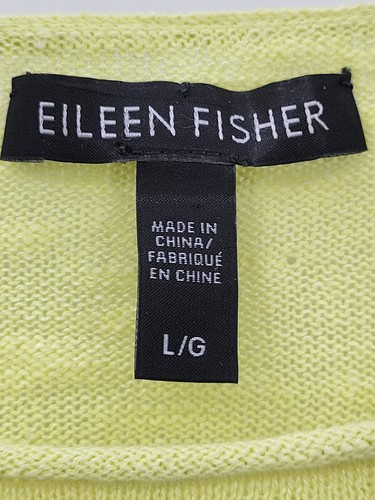 EILEEN FISHER
MADE IN
CHINA/
FABRIQUÉ
EN CHINE
L/G